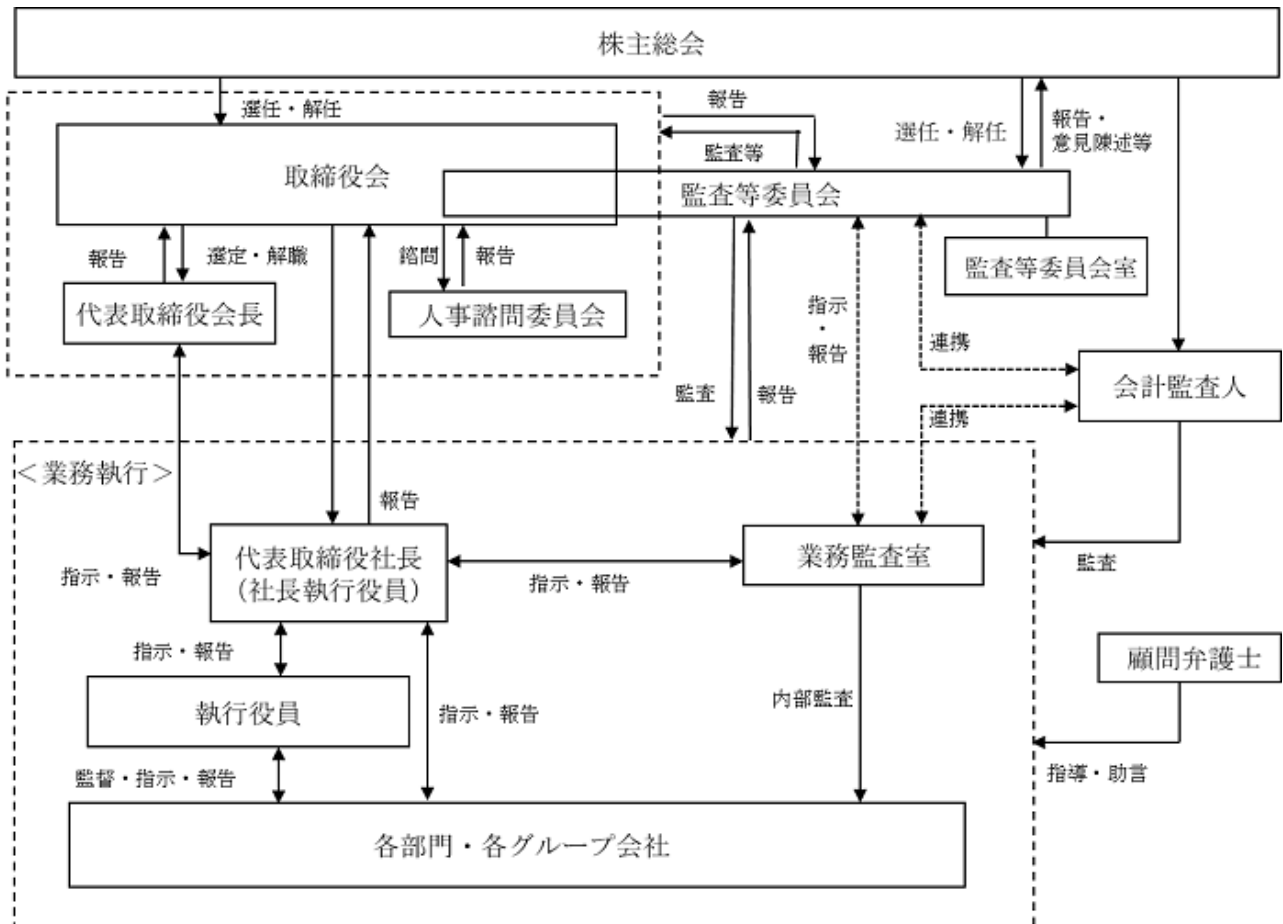 株主総会
選任・解任
報告
監査等
選任・解任
報告・
意見陳述等
取締役会
監査等委員会
報告
選定・解職
諮問
報告
監査等委員会室
代表取締役会長
人事諮問委員会
指示
・
報告
連携
会計監査人
監査
報告
連携
＜業務執行＞
報告
代表取締役社長
（社長執行役員）
業務監査室
指示・報告
指示・報告
監査
指示・報告
顧問弁護士
執行役員
指示・報告
内部監査
監督・指示・報告
指導・助言
各部門・各グループ会社